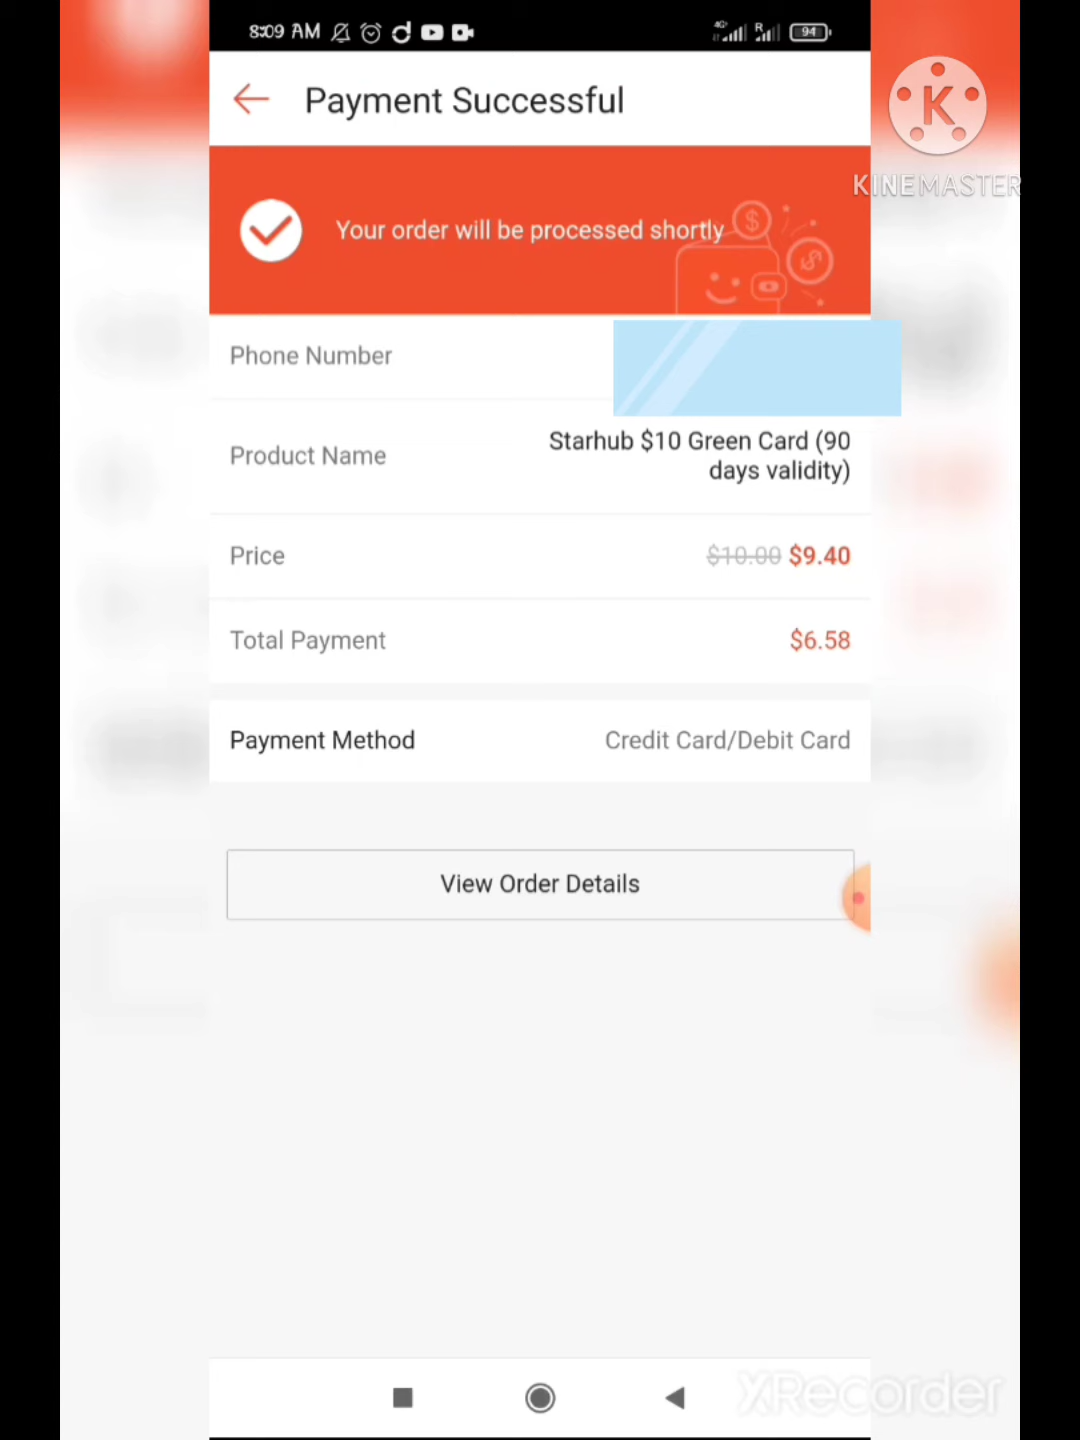 8:09 AM
4G+
R
94
Payment Successful
K
KINEMASTER
Your order will be processed shortly
Phone Number
Product Name
Starhub $10 Green Card (90
days validity)
Price
$10.00 $9.40
Total Payment
$6.58
Payment Method
Credit Card/Debit Card
View Order Details
XRecorder